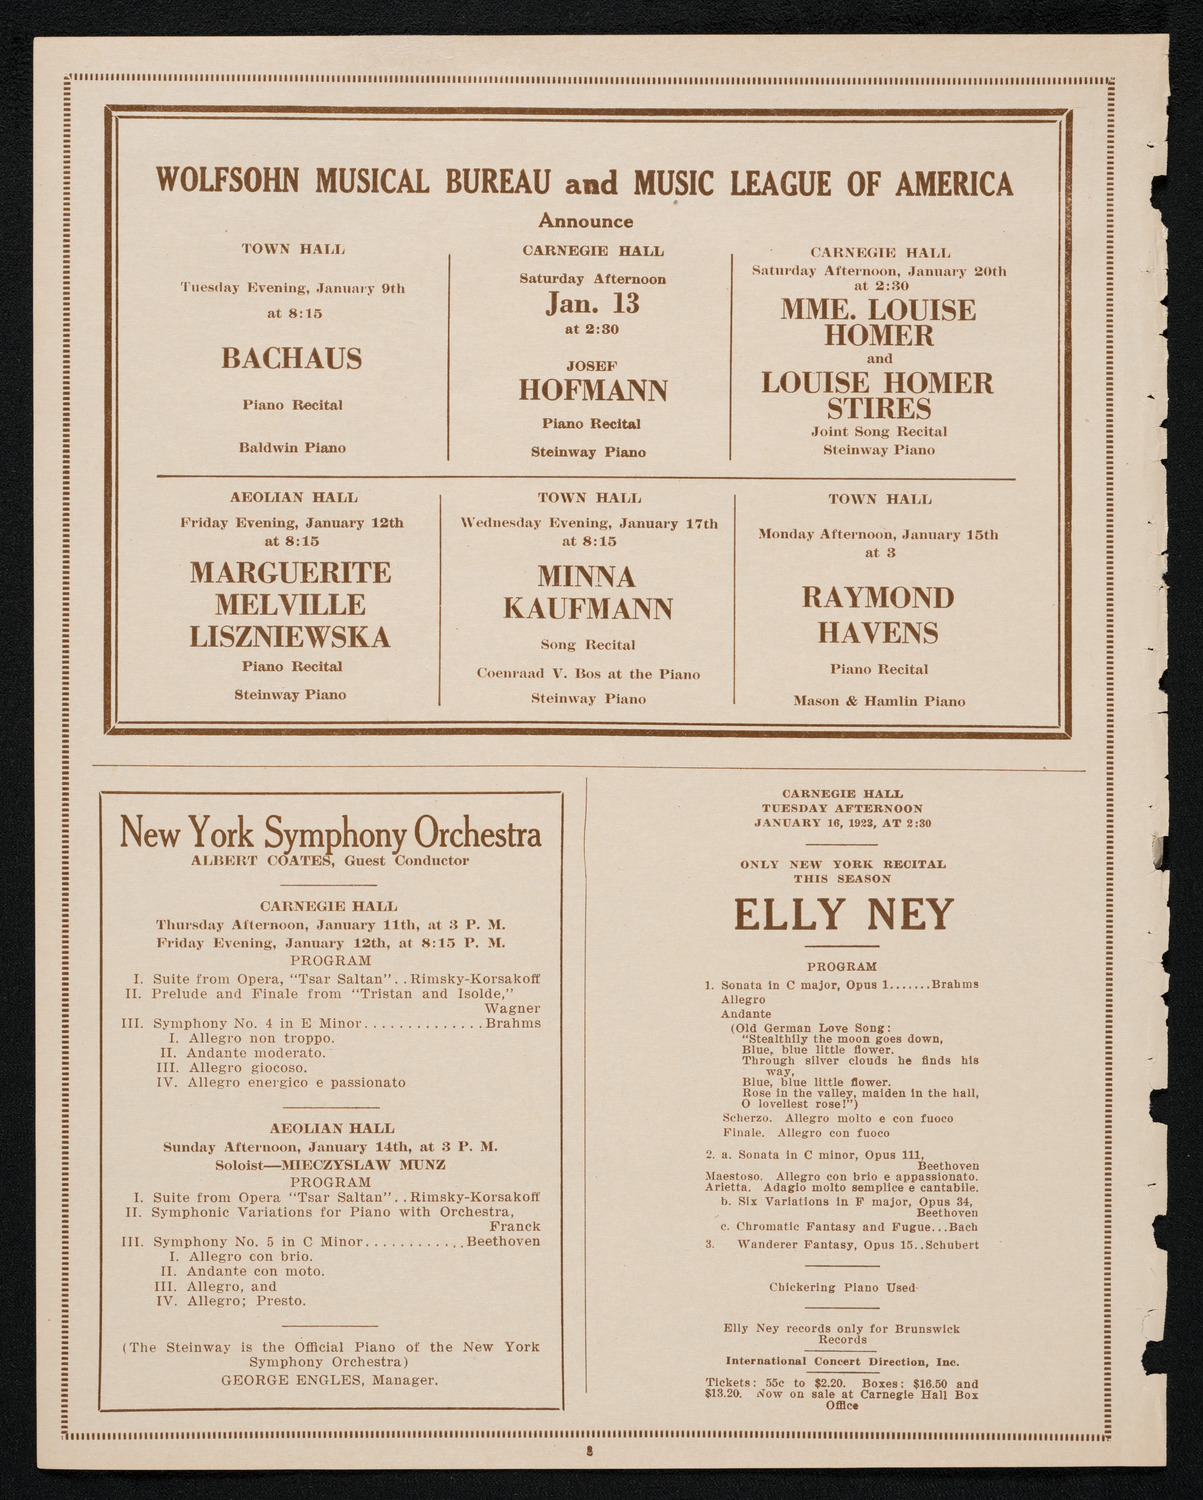 WOLFSOHN MUSICAL BUREAU and MUSIC LEAGUE OF AMERICA
Announce
TOWN HALL
Tuesday Evening, January 9th
at 8:15
BACHAUS
Piano Recital
Baldwin Piano
CARNEGIE HALL
Saturday Afternoon
Jan. 13
at 2:30
JOSEF
HOFMANN
Piano Recital
Steinway Piano
CARNEGIE HALL
Saturday Afternoon, January 20th
at 2:30
MME. LOUISE
HOMER
and
LOUISE HOMER
STIRES
Joint Song Recital
Steinway Piano
AEOLIAN HALL
Friday Evening, January 12th
at 8:15
MARGUERITE
MELVILLE
LISZNIEWSKA
Piano Recital
Steinway Piano
TOWN HALL
Wednesday Evening, January 17th
at 8:15
MINNA
KAUFMANN
Song Recital
Coenraad V. Bos at the Piano
Steinway Piano
TOWN HALL
Monday Afternoon, January 15th
at 3
RAYMOND
HAVENS
Piano Recital
Mason & Hamlin Piano
New York Symphony Orchestra
ALBERT COATES, Guest Conductor
CARNEGIE HALL
Thursday Afternoon, January 11th, at 3 P. M.
Friday Evening, January 12th, at 8:15 P. M.
PROGRAM
I. Suite from Opera, "Tsar Saltan"..Rimsky-Korsakoff
II. Prelude and Finale from "Tristan and Isolde,"
Wagner
III. Symphony No. 4 in E Minor..............Brahms
I. Allegro non troppo.
II. Andante moderato.
III. Allegro giocoso.
IV. Allegro energico e passionato
AEOLIAN HALL
Sunday Afternoon, January 14th, at 3 P. M.
Soloist—MIECZYSLAW MUNZ
PROGRAM
I. Suite from Opera "Tsar Saltan"..Rimsky-Korsakoff
II. Symphonic Variations for Piano with Orchestra,
Franck
III. Symphony No. 5 in C Minor............Beethoven
I. Allegro con brio.
II. Andante con moto.
III. Allegro, and
IV. Allegro; Presto.
(The Steinway is the Official Piano of the New York
Symphony Orchestra)
GEORGE ENGLES, Manager.
CARNEGIE HALL
TUESDAY AFTERNOON
JANUARY 16, 1923, AT 2:30
ONLY NEW YORK RECITAL
THIS SEASON
ELLY NEY
PROGRAM
1. Sonata in C major, Opus 1.......Brahms
Allegro
Andante
(Old German Love Song:
"Stealthily the moon goes down,
Blue, blue little flower.
Through silver clouds he finds his
way,
Blue, blue little flower.
Rose in the valley, maiden in the hall,
O loveliest rose!")
Scherzo. Allegro molto e con fuoco
Finale. Allegro con fuoco
2. a. Sonata in C minor, Opus 111,
Beethoven
Maestoso. Allegro con brio e appassionato.
Arietta. Adagio molto semplice e cantabile.
b. Six Variations in F major, Opus 34,
Beethoven
c. Chromatic Fantasy and Fugue...Bach
3. Wanderer Fantasy, Opus 15..Schubert
Chickering Piano Used
Elly Ney records only for Brunswick
Records
International Concert Direction, Inc.
Tickets: 55c to $2.20. Boxes: $16.50 and
$13.20. Now on sale at Carnegie Hall Box
Office
8